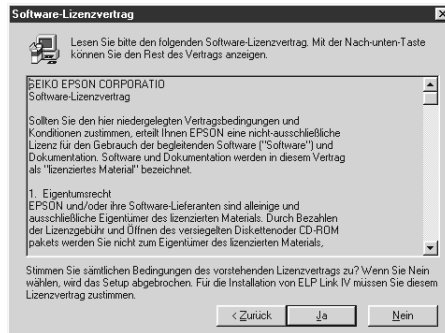 Software-Lizenzvertrag
Lesen Sie bitte den folgenden Software-Lizenzvertrag. Mit der Nach-unten-Taste
können Sie den Rest des Vertrags anzeigen.
SEIKO EPSON CORPORATIO
Software-Lizenzvertrag
Sollten Sie den hier niedergelegten Vertragsbedingungen und
Konditionen zustimmen, erteilt Ihnen EPSON eine nicht-ausschließliche
Lizenz für den Gebrauch der begleitenden Software ("Software") und
Dokumentation. Software und Dokumentation werden in diesem Vertrag
als "lizenziertes Material" bezeichnet.
1. Eigentumsrecht
EPSON und/oder ihre Software-Lieferanten sind alleinige und
ausschließliche Eigentümer des lizenzierten Materials. Durch Bezahlen
der Lizenzgebühr und Öffnen des versiegelten Diskettenoder CD-ROM
pakets werden Sie nicht zum Eigentümer des lizenzierten Materials,
Stimmen Sie sämtlichen Bedingungen des vorstehenden Lizenzvertrags zu? Wenn Sie Nein
wählen, wird das Setup abgebrochen. Für die Installation von ELP Link IV müssen Sie diesem
Lizenzvertrag zustimmen.
< Zurück
Ja
Nein